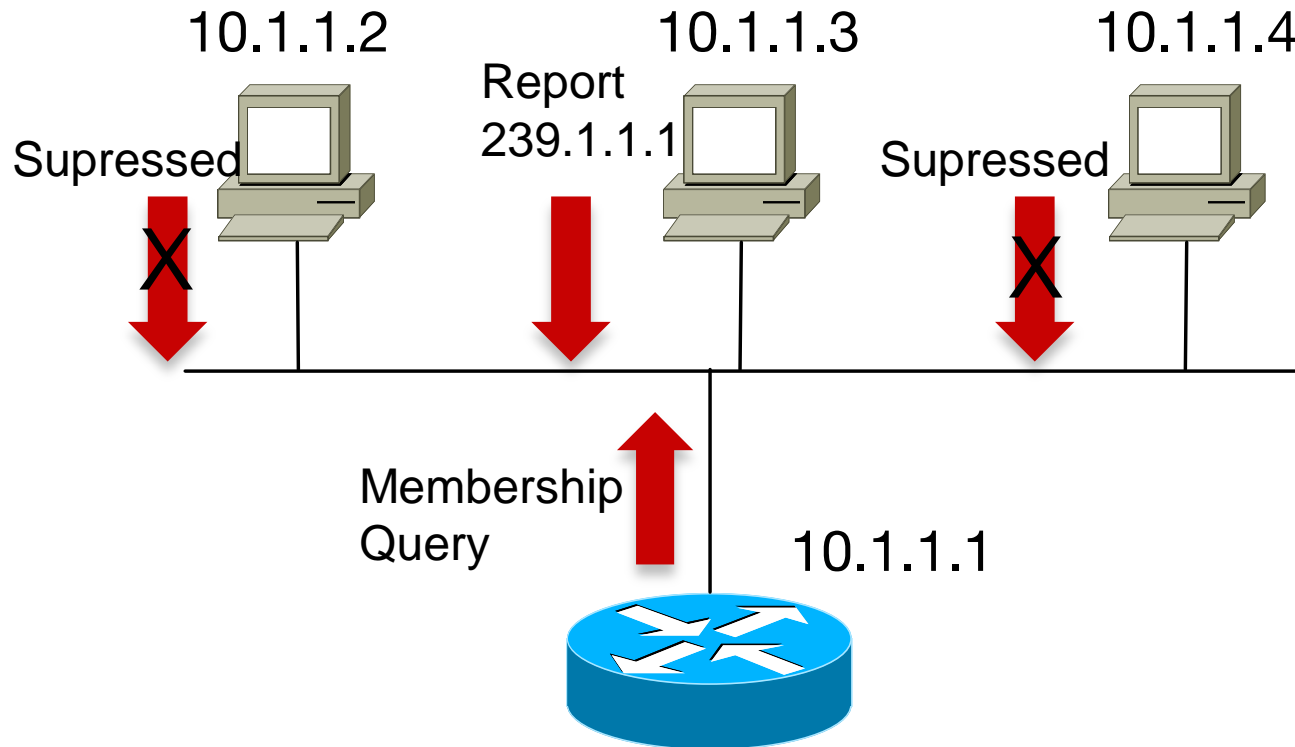 10.1.1.2
10.1.1.3
10.1.1.4
Report
239.1.1.1
Supressed
Supressed
X
X
Membership
Query
10.1.1.1